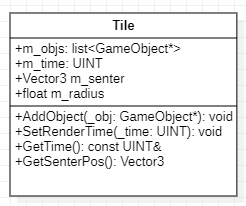 Tile
+m_objs: list<GameObject*>
+m_time: UINT
+Vector3 m_senter
+float m_radius
+AddObject(_obj: GameObject*): void
+SetRenderTime(_time: UINT): void
+GetTime(): const UINT&
+GetSenterPos(): Vector3